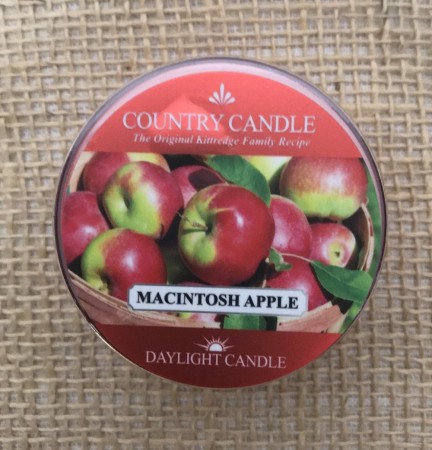 COUNTRY CANDLE
The Original Kittredge Family Recipe
MACINTOSH APPLE
DAYLIGHT CANDLE